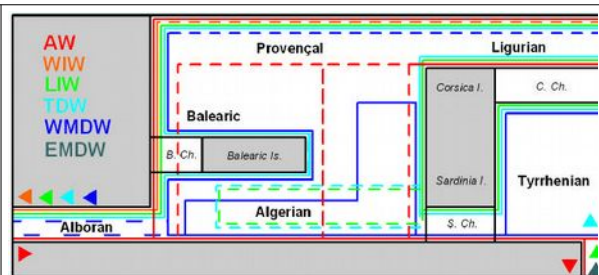 AW
WIW
LIW
TDW
WMDW
EMDW
Provençal
Ligurian
Corsica I.
C. Ch.
Balearic
B. Ch.
Balearic Is.
Sardinia I.
Tyrrhenian
Algerian
S. Ch.
Alboran